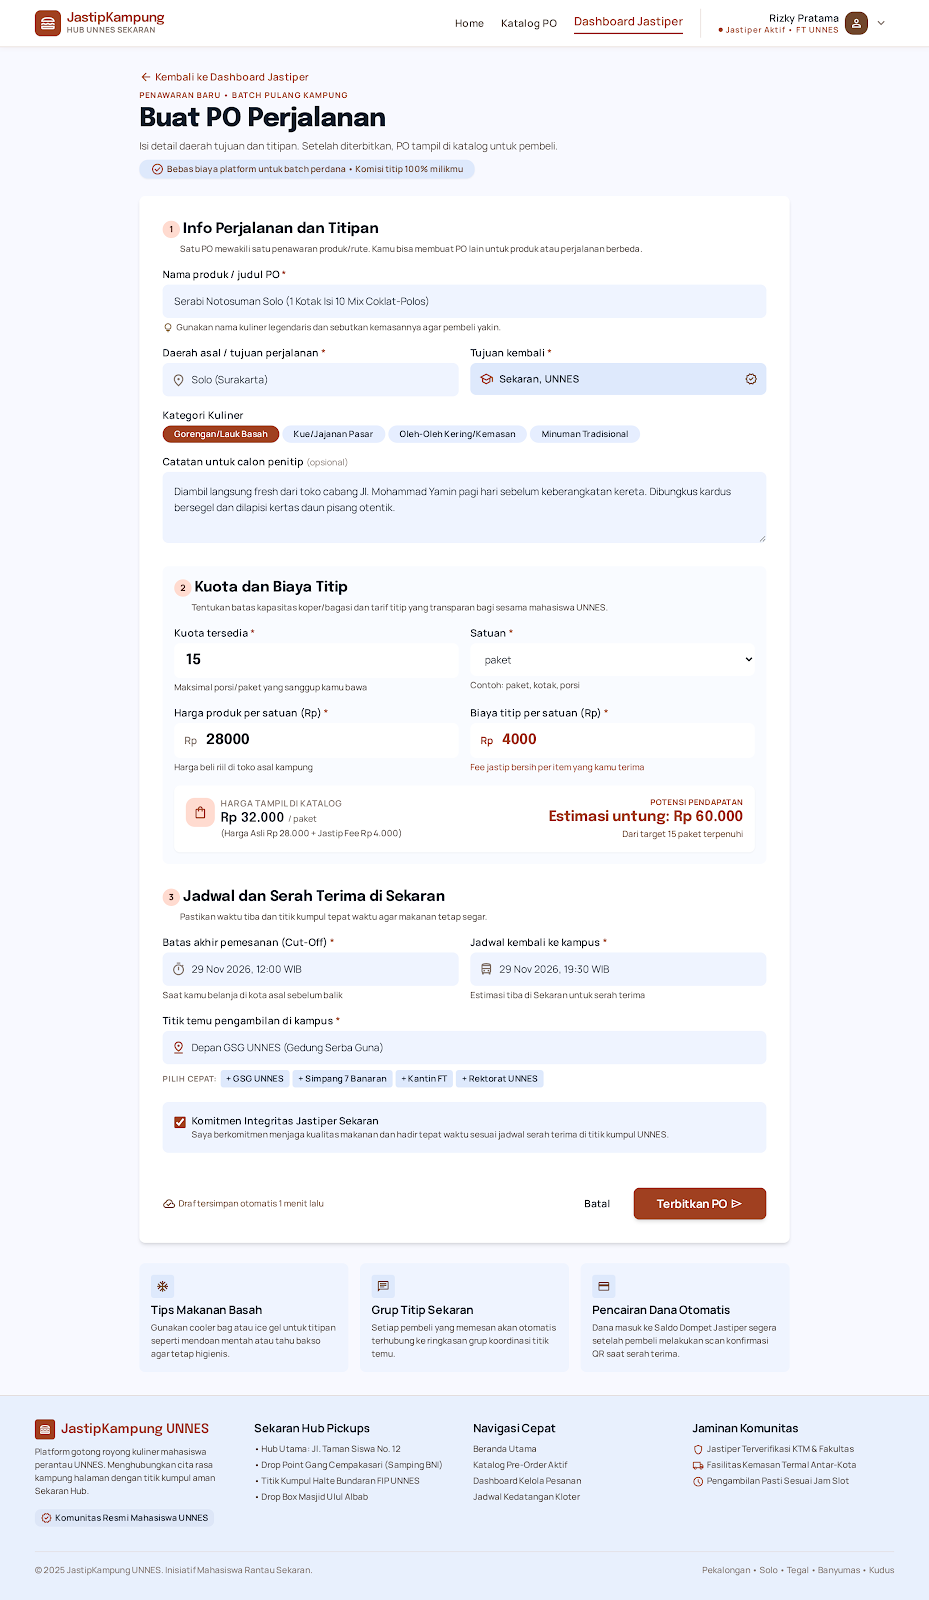 JastipKampung
HUB UNNES SEKARAN
Home
Katalog PO
Dashboard Jastiper
Rizky Pratama
• Jastiper Aktif • FT UNNES
Kembali ke Dashboard Jastiper
PENAWARAN BARU • BATCH PULANG KAMPUNG
Buat PO Perjalanan
Isi detail daerah tujuan dan titipan. Setelah diterbitkan, PO tampil di katalog untuk pembeli.
Bebas biaya platform untuk batch perdana • Komisi titip 100% milikmu
1 Info Perjalanan dan Titipan
Satu PO mewakili satu penawaran produk/rute. Kamu bisa membuat PO lain untuk produk atau perjalanan berbeda.
Nama produk / judul PO *
Serabi Notosuman Solo (1 Kotak Isi 10 Mix Coklat-Polos)
Gunakan nama kuliner legendaris dan sebutkan kemasannya agar pembeli yakin.
Daerah asal / tujuan perjalanan *
Tujuan kembali *
Solo (Surakarta)
Sekaran, UNNES
Kategori Kuliner
Gorengan/Lauk Basah
Kue/Jajanan Pasar
Oleh-Oleh Kering/Kemasan
Minuman Tradisional
Catatan untuk calon penitip (opsional)
Diambil langsung fresh dari toko cabang Jl. Mohammad Yamin pagi hari sebelum keberangkatan kereta. Dibungkus kardus
bersegel dan dilapisi kertas daun pisang otentik.
2 Kuota dan Biaya Titip
Tentukan batas kapasitas koper/bagasi dan tarif titip yang transparan bagi sesama mahasiswa UNNES.
Kuota tersedia *
Satuan *
15
paket
Maksimal porsi/paket yang sanggup kamu bawa
Contoh: paket, kotak, porsi
Harga produk per satuan (Rp) *
Biaya titip per satuan (Rp) *
Rp 28000
Rp 4000
Harga beli riil di toko asal kampung
Fee jastip bersih per item yang kamu terima
HARGA TAMPIL DI KATALOG
Rp 32.000 / paket
(Harga Asli Rp 28.000 + Jastip Fee Rp 4.000)
POTENSI PENDAPATAN
Estimasi untung: Rp 60.000
Dari target 15 paket terpenuhi
3 Jadwal dan Serah Terima di Sekaran
Pastikan waktu tiba dan titik kumpul tepat waktu agar makanan tetap segar.
Batas akhir pemesanan (Cut-Off) *
Jadwal kembali ke kampus *
29 Nov 2026, 12:00 WIB
29 Nov 2026, 19:30 WIB
Saat kamu belanja di kota asal sebelum balik
Estimasi tiba di Sekaran untuk serah terima
Titik temu pengambilan di kampus *
Depan GSG UNNES (Gedung Serba Guna)
PILIH CEPAT:
+ GSG UNNES
+ Simpang 7 Banaran
+ Kantin FT
+ Rektorat UNNES
Komitmen Integritas Jastiper Sekaran
Saya berkomitmen menjaga kualitas makanan dan hadir tepat waktu sesuai jadwal serah terima di titik kumpul UNNES.
Draf tersimpan otomatis 1 menit lalu
Batal
Terbitkan PO
Tips Makanan Basah
Gunakan cooler bag atau ice gel untuk titipan
seperti mendoan mentah atau tahu bakso
agar tetap higienis.
Grup Titip Sekaran
Setiap pembeli yang memesan akan otomatis
terhubung ke ringkasan grup koordinasi titik
temu.
Pencairan Dana Otomatis
Dana masuk ke Saldo Dompet Jastiper segera
setelah pembeli melakukan scan konfirmasi
QR saat serah terima.
JastipKampung UNNES
Platform gotong royong kuliner mahasiswa
perantau UNNES. Menghubungkan cita rasa
kampung halaman dengan titik kumpul aman
Sekaran Hub.
Komunitas Resmi Mahasiswa UNNES
Sekaran Hub Pickups
• Hub Utama: Jl. Taman Siswa No. 12
• Drop Point Gang Cempakasari (Samping BNI)
• Titik Kumpul Halte Bundaran FIP UNNES
• Drop Box Masjid Ulul Albab
Navigasi Cepat
Beranda Utama
Katalog Pre-Order Aktif
Dashboard Kelola Pesanan
Jadwal Kedatangan Kloter
Jaminan Komunitas
Jastiper Terverifikasi KTM & Fakultas
Fasilitas Kemasan Termal Antar-Kota
Pengambilan Pasti Sesuai Jam Slot
© 2025 JastipKampung UNNES. Inisiatif Mahasiswa Rantau Sekaran.
Pekalongan • Solo • Tegal • Banyumas • Kudus